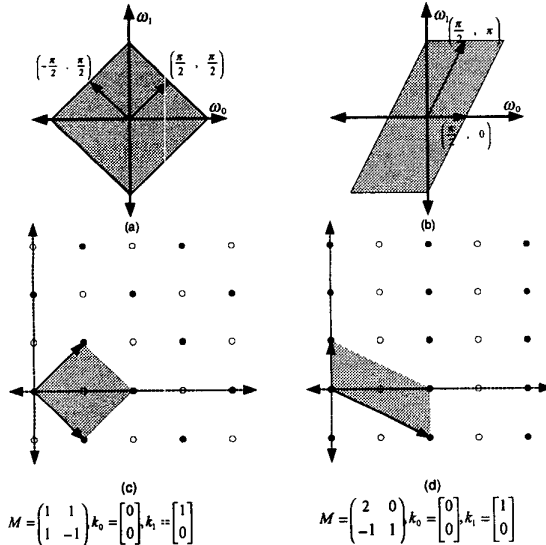 ω₁
(-π/2 , π/2)
(π/2 , π/2)
ω₀
(a)
ω₁
(π/2 , π)
ω₀
(π/2 , 0)
(b)
(c)
M = (1 1; 1 -1), k₀ = [0; 0], k₁ = [1; 0]
(d)
M = (2 0; -1 1), k₀ = [0; 0], k₁ = [1; 0]